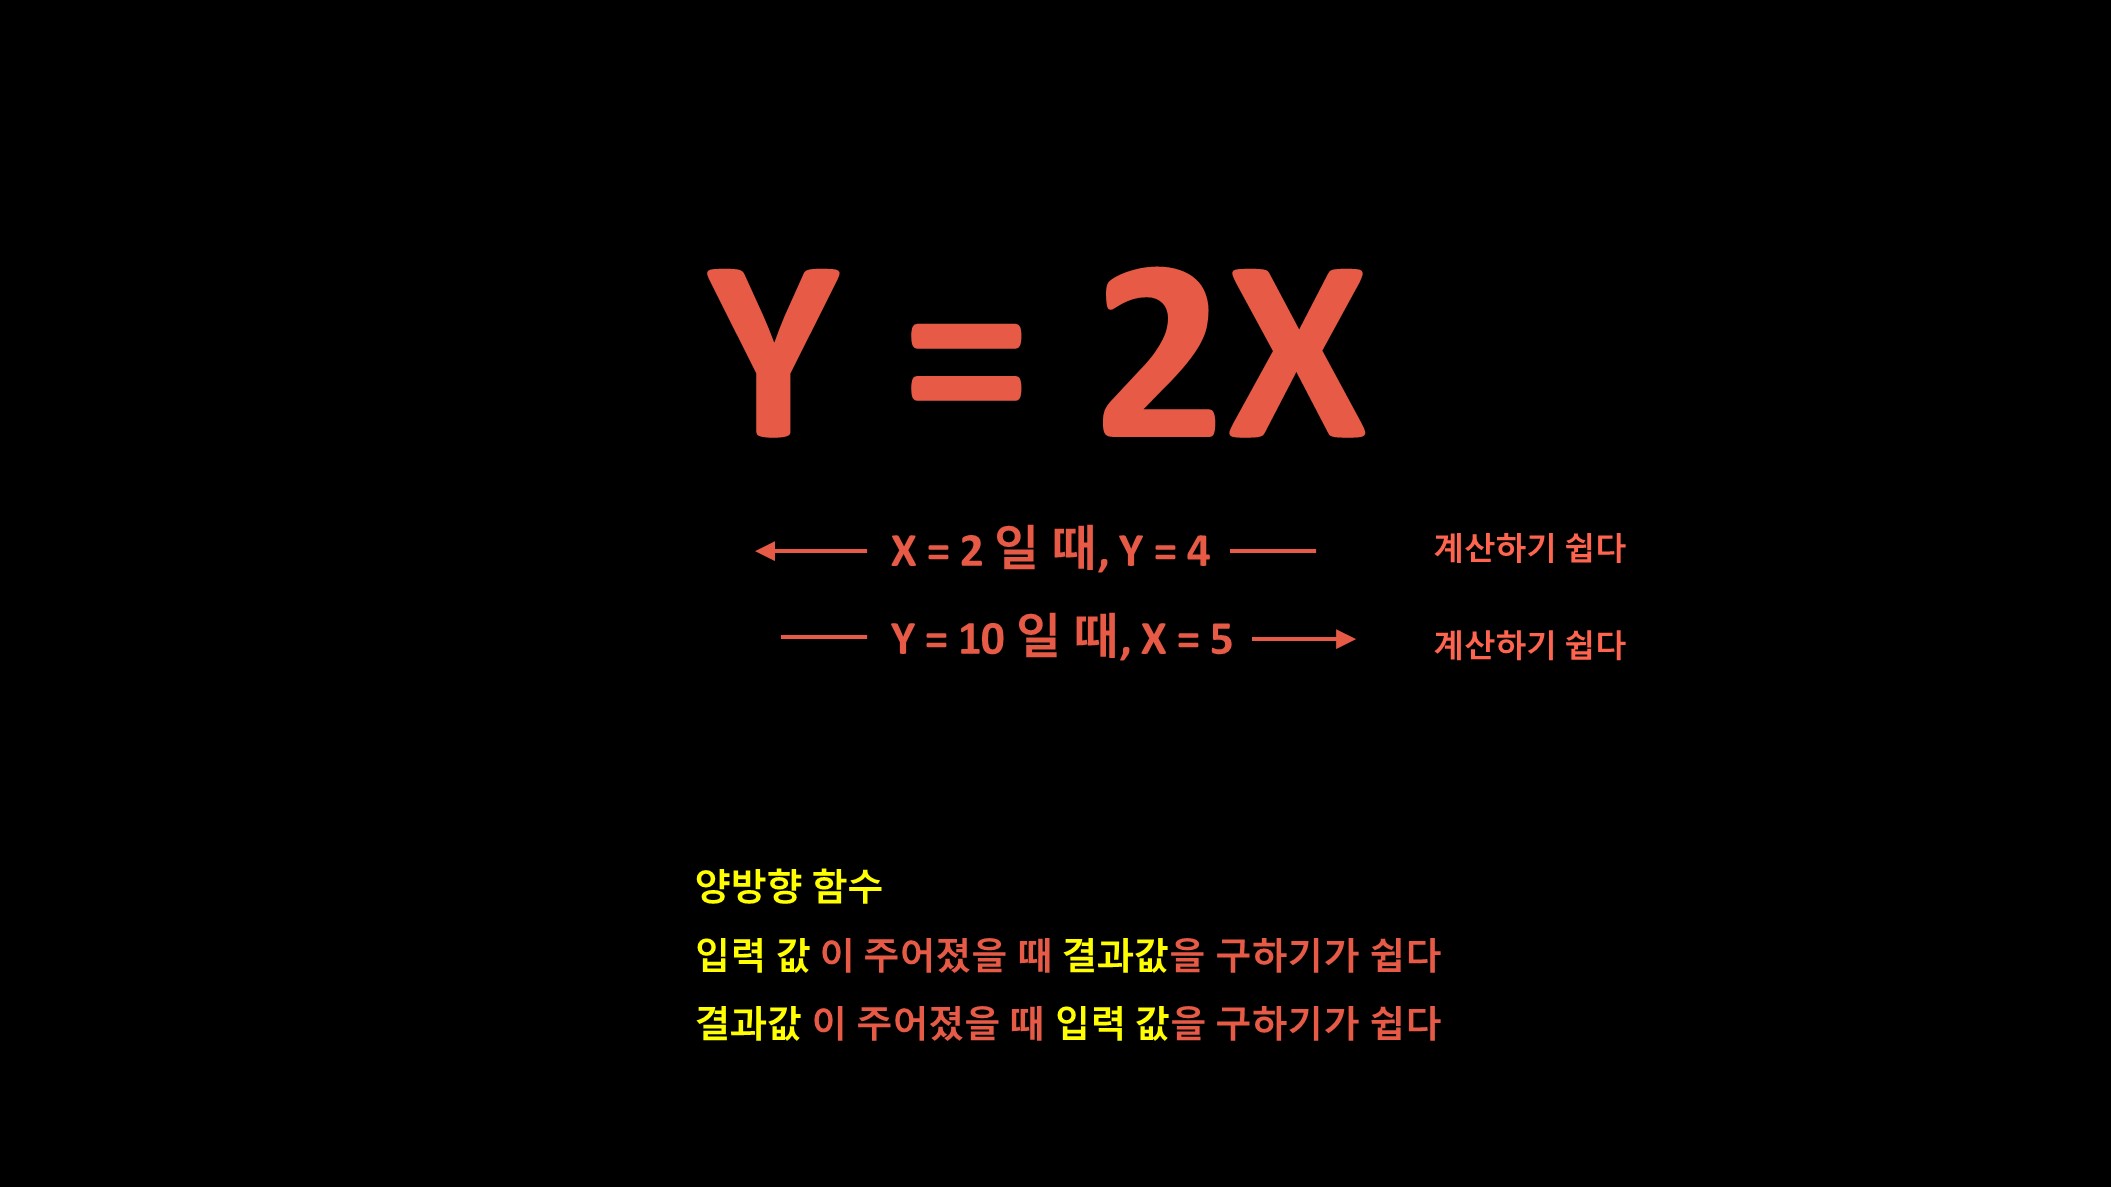 Y = 2X
X = 2 일 때, Y = 4 계산하기 쉽다
Y = 10 일 때, X = 5 계산하기 쉽다
양방향 함수
입력 값 이 주어졌을 때 결과값을 구하기가 쉽다
결과값 이 주어졌을 때 입력 값을 구하기가 쉽다